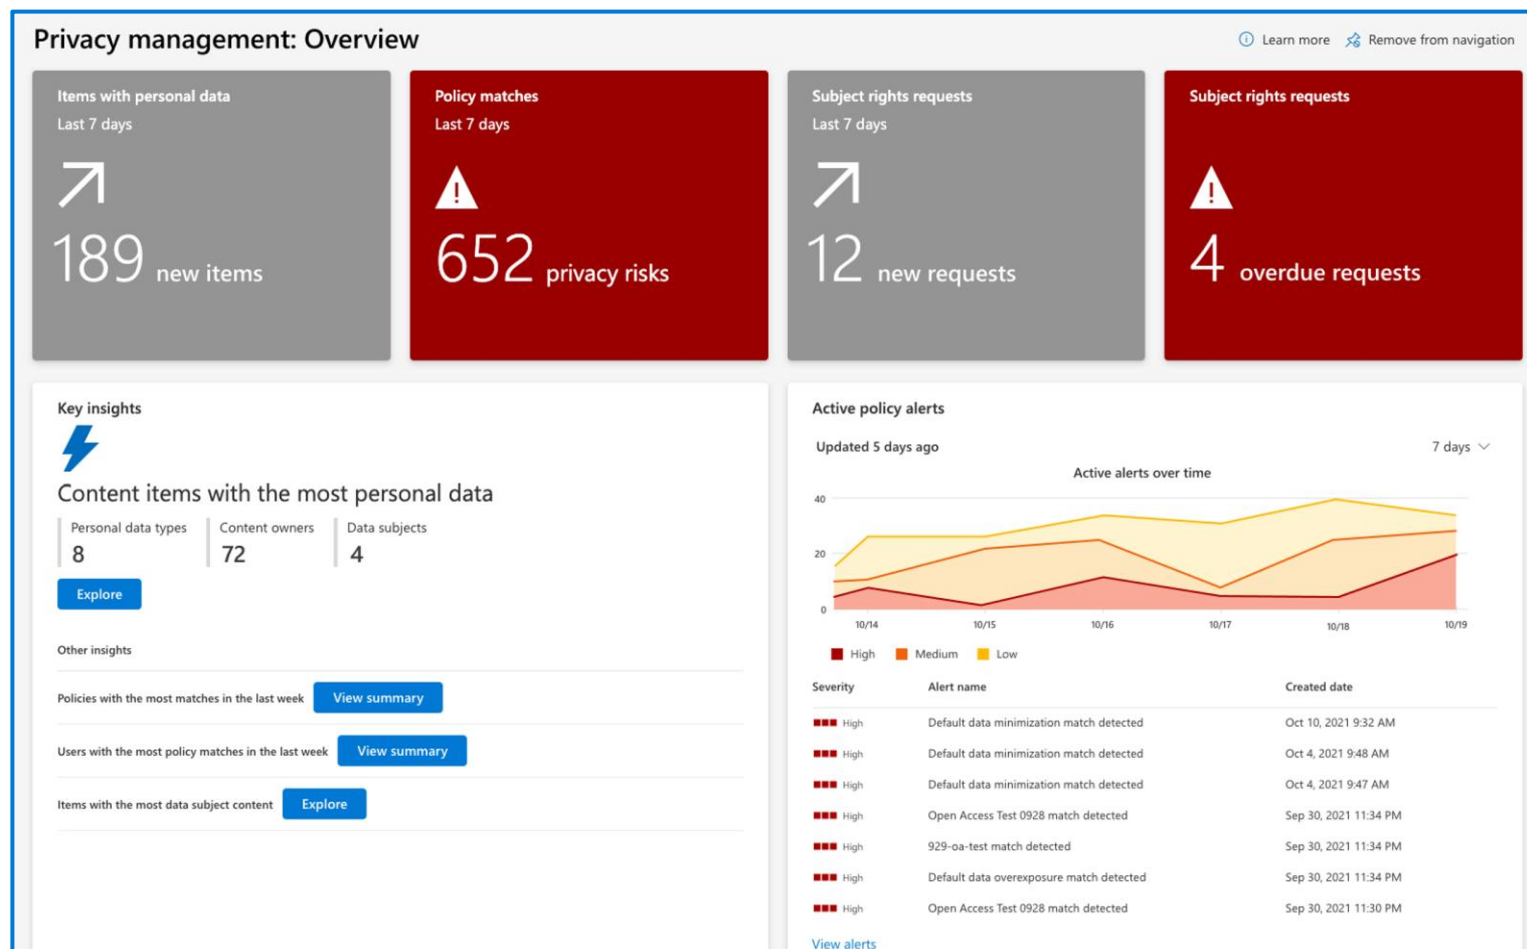 Privacy management: Overview
Learn more Remove from navigation
Items with personal data
Last 7 days
189 new items
Policy matches
Last 7 days
652 privacy risks
Subject rights requests
Last 7 days
12 new requests
Subject rights requests
4 overdue requests
Key insights
Content items with the most personal data
Personal data types Content owners Data subjects
8 72 4
Explore
Other insights
Policies with the most matches in the last week View summary
Users with the most policy matches in the last week View summary
Items with the most data subject content Explore
Active policy alerts
Updated 5 days ago 7 days
Active alerts over time
40
20
0
10/14 10/15 10/16 10/17 10/18 10/19
High Medium Low
Severity Alert name Created date
High Default data minimization match detected Oct 10, 2021 9:32 AM
High Default data minimization match detected Oct 4, 2021 9:48 AM
High Default data minimization match detected Oct 4, 2021 9:47 AM
High Open Access Test 0928 match detected Sep 30, 2021 11:34 PM
High 929-oa-test match detected Sep 30, 2021 11:34 PM
High Default data overexposure match detected Sep 30, 2021 11:34 PM
High Open Access Test 0928 match detected Sep 30, 2021 11:30 PM
View alerts